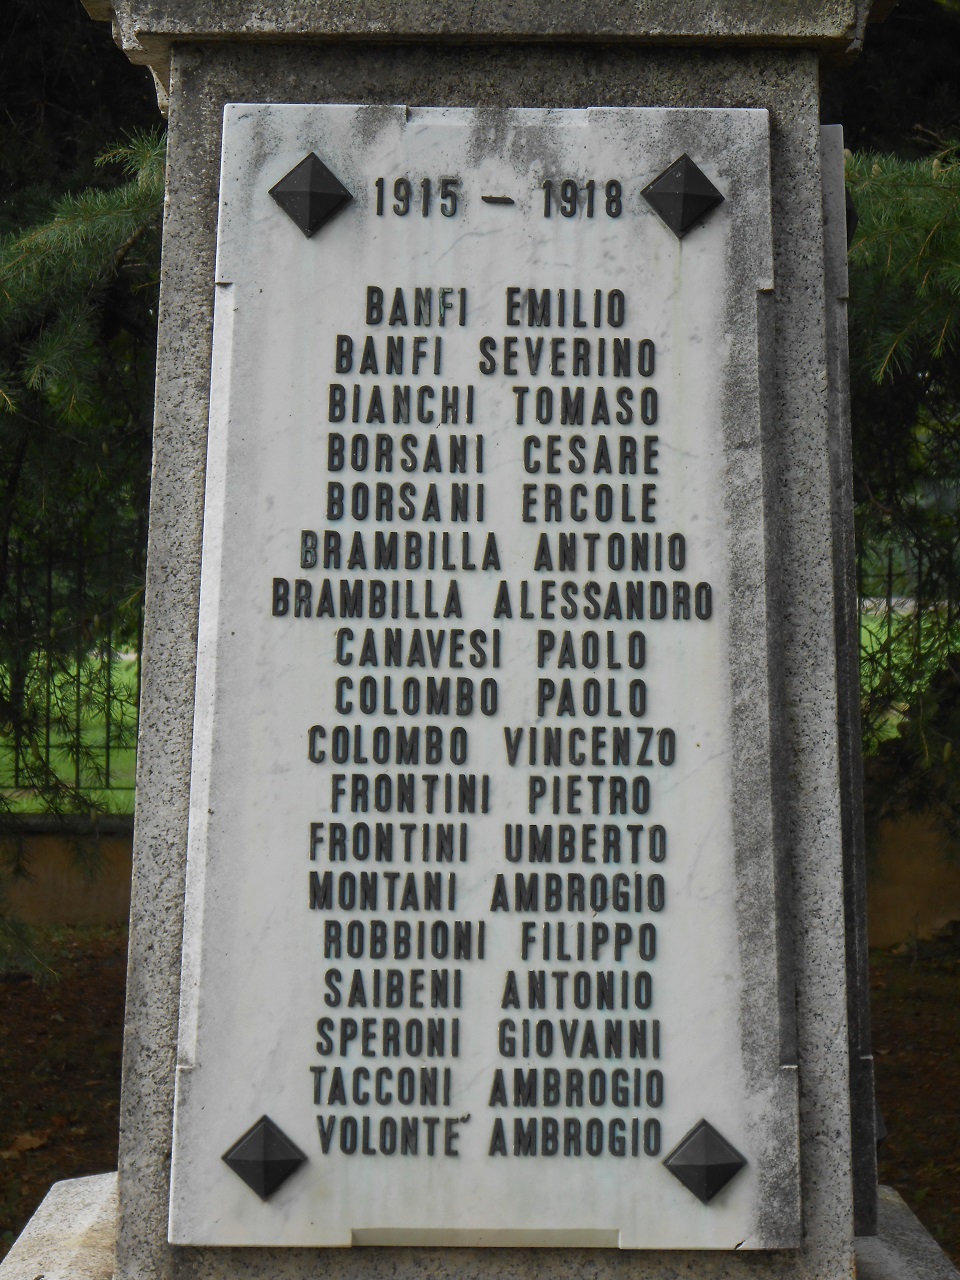 1915 - 1918
BANFI EMILIO
BANFI SEVERINO
BIANCHI TOMASO
BORSANI CESARE
BORSANI ERCOLE
BRAMBILLA ANTONIO
BRAMBILLA ALESSANDRO
CANAVESI PAOLO
COLOMBO PAOLO
COLOMBO VINCENZO
FRONTINI PIETRO
FRONTINI UMBERTO
MONTANI AMBROGIO
ROBBIONI FILIPPO
SAIBENI ANTONIO
SPERONI GIOVANNI
TACCONI AMBROGIO
VOLONTE' AMBROGIO